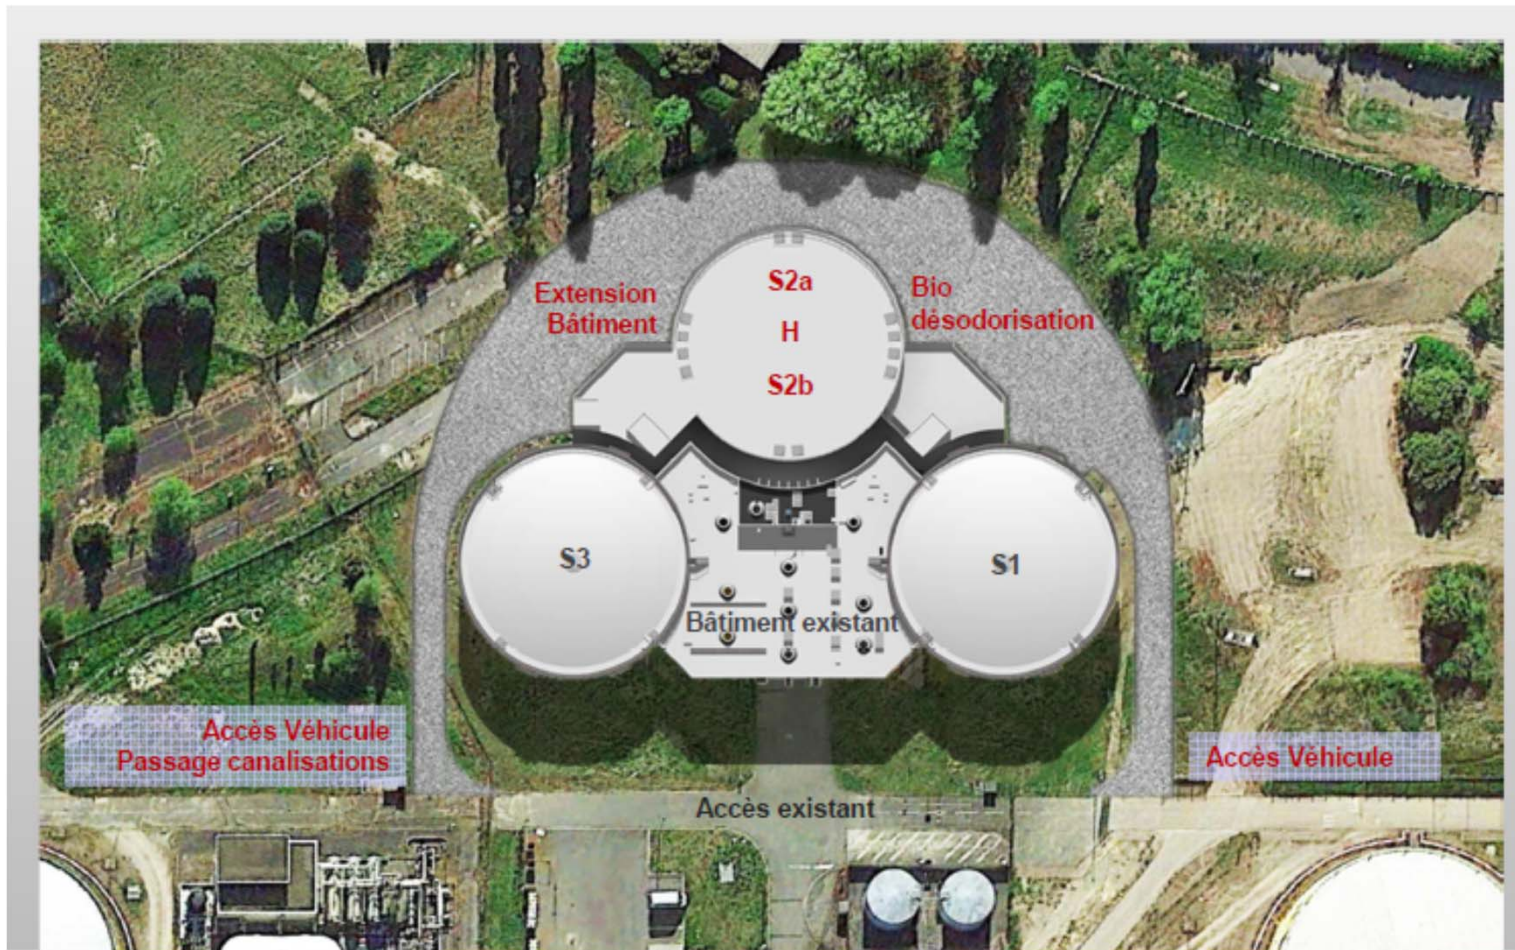 S2a
Extension
Bâtiment
H
Bio
désodorisation
S2b
S3
S1
Bâtiment existant
Accès Véhicule
Passage canalisations
Accès Véhicule
Accès existant